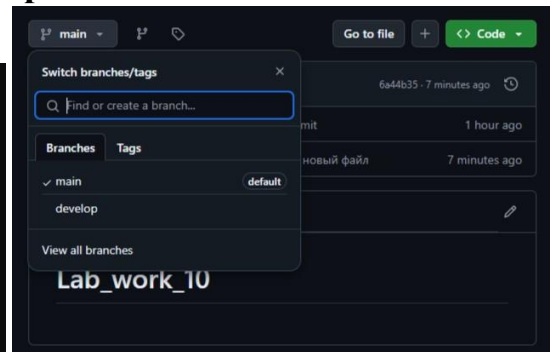 main
Go to file
Code
Switch branches/tags
6a44b35 · 7 minutes ago
Find or create a branch...
mit
1 hour ago
Branches Tags
новый файл
7 minutes ago
main
default
develop
View all branches
Lab_work_10